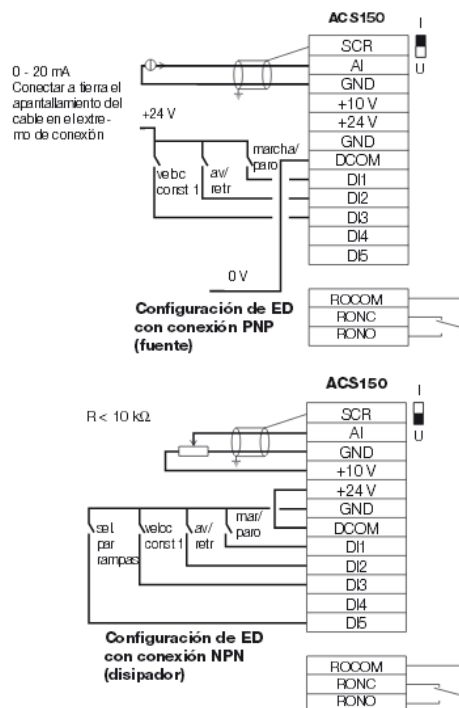 ACS150
I
SCR
AI
GND
U
+10 V
+24 V
GND
DCOM
DI1
DI2
DI3
DI4
DI5
0 - 20 mA
Conectar a tierra el
apantallamiento del
cable en el extre-
mo de conexión
+24 V
veloc
const 1
av/
retr
marcha/
paro
0 V
Configuración de ED
con conexión PNP
(fuente)
ROCOM
RONC
RONO
ACS150
I
SCR
AI
U
GND
+10 V
+24 V
GND
DCOM
DI1
DI2
DI3
DI4
DI5
R < 10 kΩ
sel.
par
rampas
veloc
const 1
av/
retr
mar/
paro
Configuración de ED
con conexión NPN
(disipador)
ROCOM
RONC
RONO